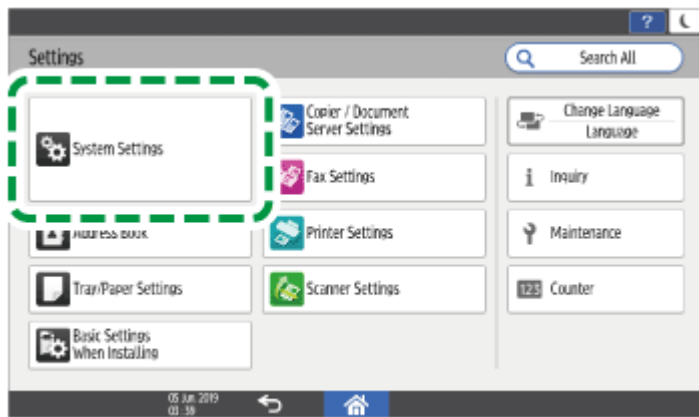 ?
Settings
Search All
System Settings
Copier / Document
Server Settings
Change Language
Language
Fax Settings
i Inquiry
Address Book
Printer Settings
Maintenance
Tray/Paper Settings
Scanner Settings
123 Counter
Basic Settings
When Installing
05 Jun. 2019
03:39